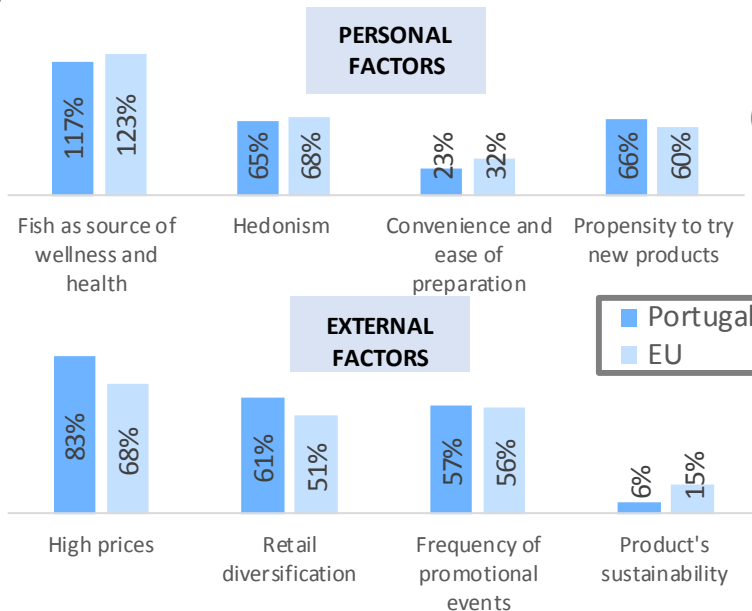 PERSONAL
FACTORS
117%
123%
65%
68%
23%
32%
66%
60%
Fish as source of
wellness and
health
Hedonism
Convenience and
ease of
preparation
Propensity to try
new products
EXTERNAL
FACTORS
Portugal
EU
83%
68%
61%
51%
57%
56%
6%
15%
High prices
Retail
diversification
Frequency of
promotional
events
Product's
sustainability